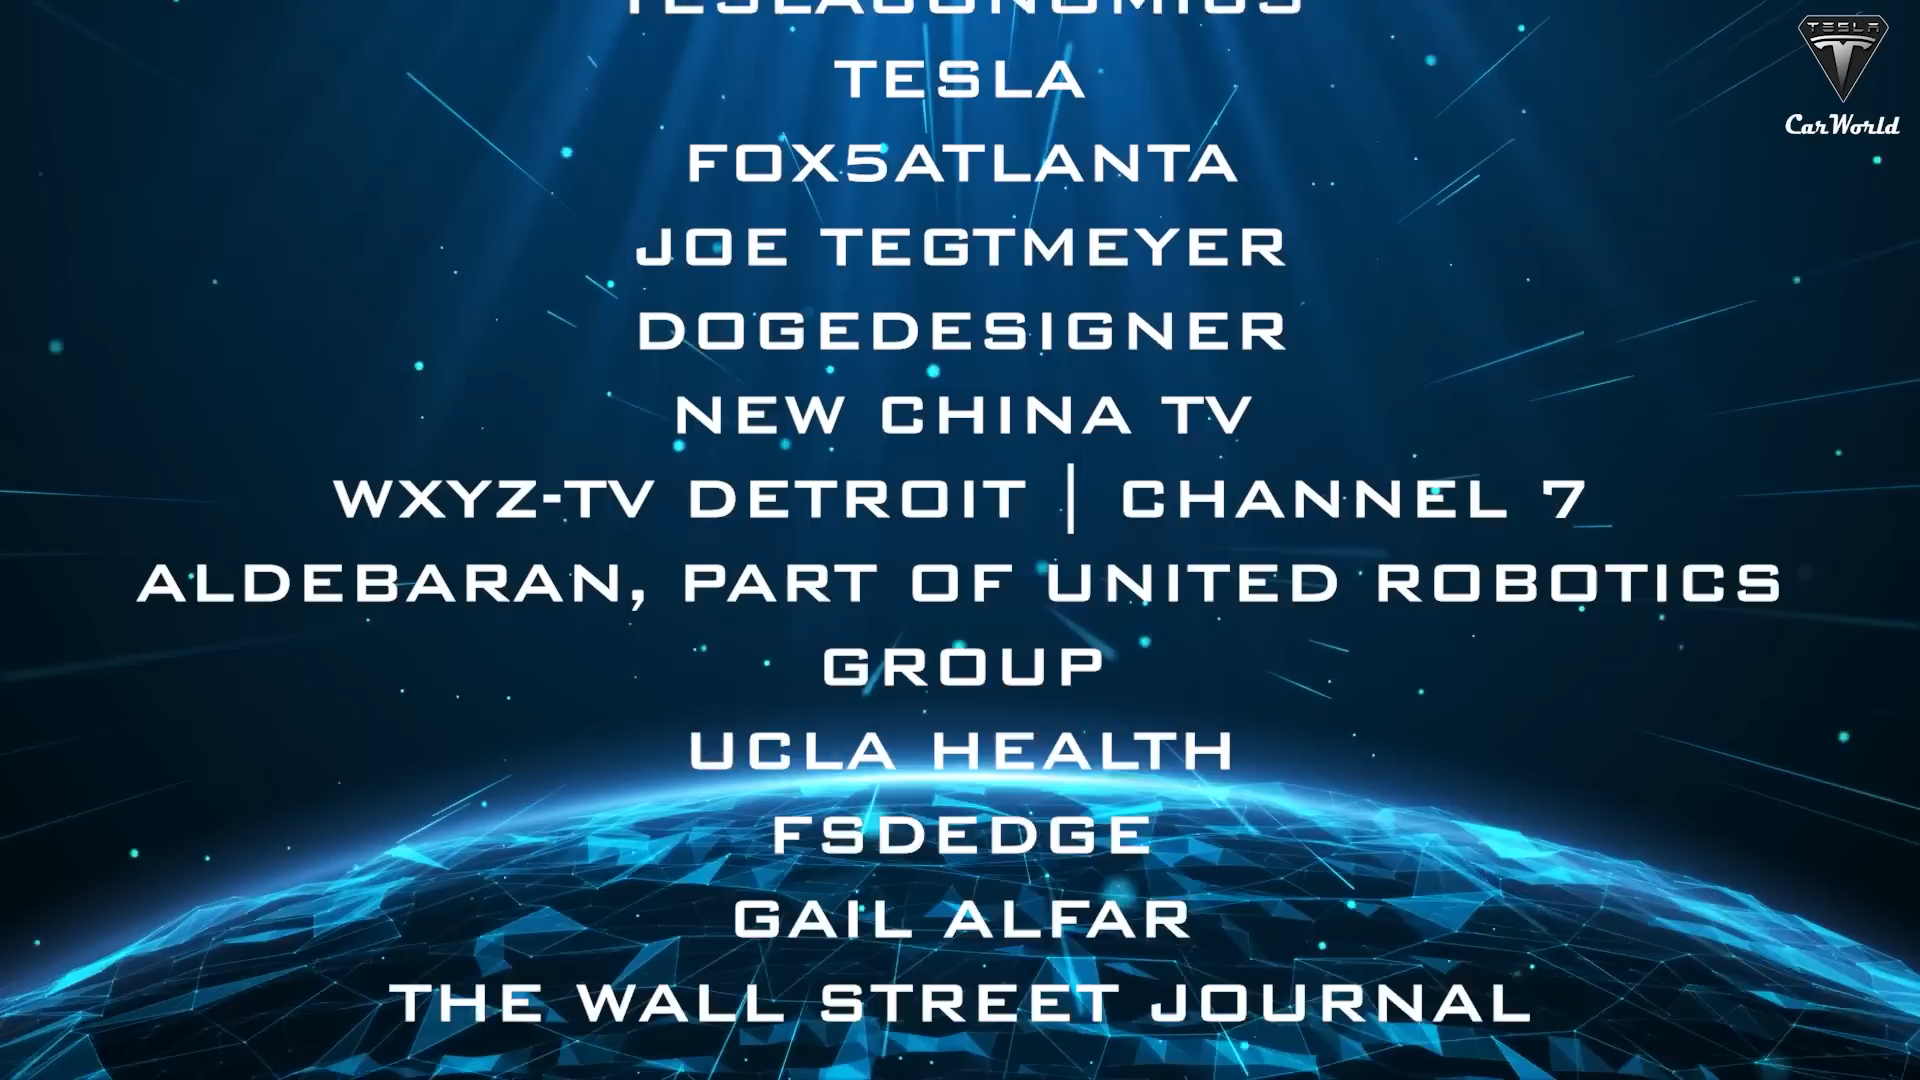 TESLACONOMICS
TESLA
FOX5ATLANTA
JOE TEGTMEYER
DOGEDESIGNER
NEW CHINA TV
WXYZ-TV DETROIT | CHANNEL 7
ALDEBARAN, PART OF UNITED ROBOTICS
GROUP
UCLA HEALTH
FSDEDGE
GAIL ALFAR
THE WALL STREET JOURNAL
TESLA
CarWorld